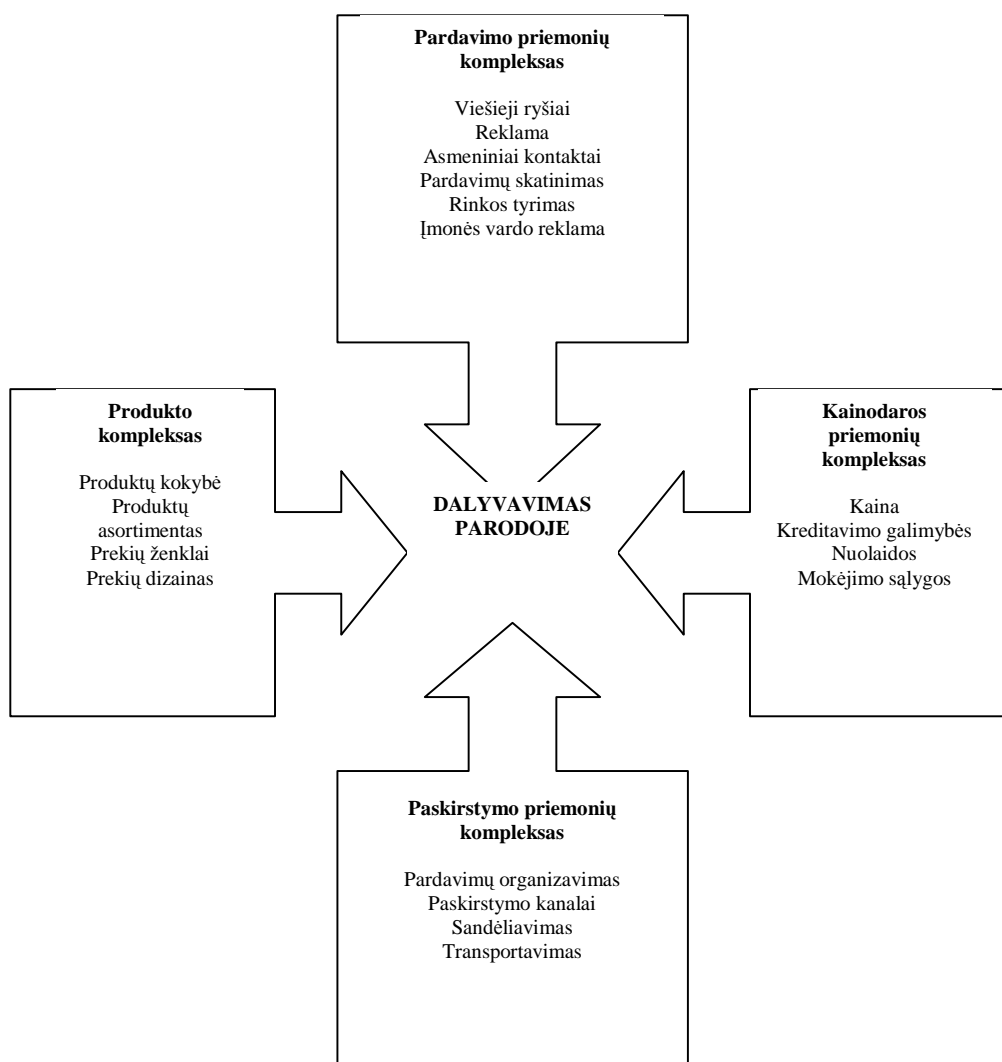 Pardavimo priemonių
kompleksas
Viešieji ryšiai
Reklama
Asmeniniai kontaktai
Pardavimų skatinimas
Rinkos tyrimas
Įmonės vardo reklama
Produkto
kompleksas
Produktų kokybė
Produktų
asortimentas
Prekių ženklai
Prekių dizainas
DALYVAVIMAS
PARODOJE
Kainodaros
priemonių
kompleksas
Kaina
Kreditavimo galimybės
Nuolaidos
Mokėjimo sąlygos
Paskirstymo priemonių
kompleksas
Pardavimų organizavimas
Paskirstymo kanalai
Sandėliavimas
Transportavimas